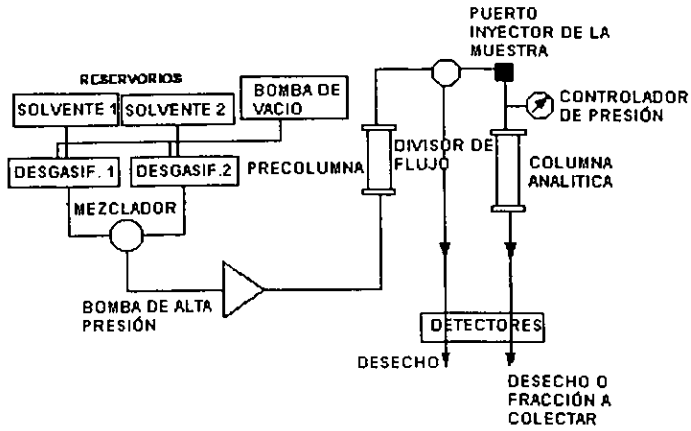 PUERTO
INYECTOR DE LA
MUESTRA
RESERVORIOS
SOLVENTE 1
SOLVENTE 2
BOMBA DE
VACIO
CONTROLADOR
DE PRESIÓN
DESGASIF. 1
DESGASIF.2
PRECOLUMNA
DIVISOR DE
FLUJO
COLUMNA
ANALITICA
MEZCLADOR
BOMBA DE ALTA
PRESIÓN
DETECTORES
DESECHO
DESECHO O
FRACCIÓN A
COLECTAR